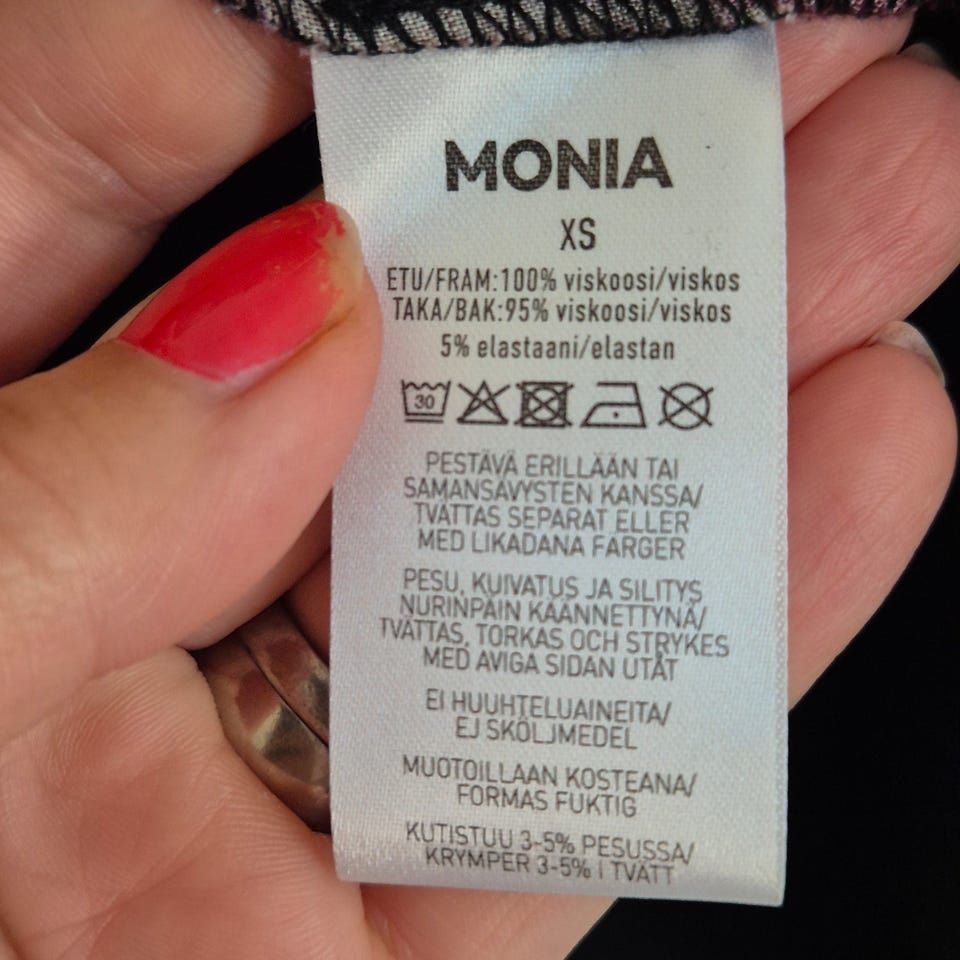 MONIA
XS
ETU/FRAM:100% viskoosi/viskos
TAKA/BAK:95% viskoosi/viskos
5% elastaani/elastan
30
PESTÄVÄ ERILLÄÄN TAI
SAMANSÄVYSTEN KANSSA/
TVÄTTAS SEPARAT ELLER
MED LIKADANA FÄRGER
PESU, KUIVATUS JA SILITYS
NURINPÄIN KÄÄNNETTYNÄ/
TVÄTTAS, TORKAS OCH STRYKES
MED AVIGA SIDAN UTÅT
EI HUUHTELUAINEITA/
EJ SKÖLJMEDEL
MUOTOILLAAN KOSTEANA/
FORMAS FUKTIG
KUTISTUU 3-5% PESUSSA/
KRYMPER 3-5% I TVÄTT